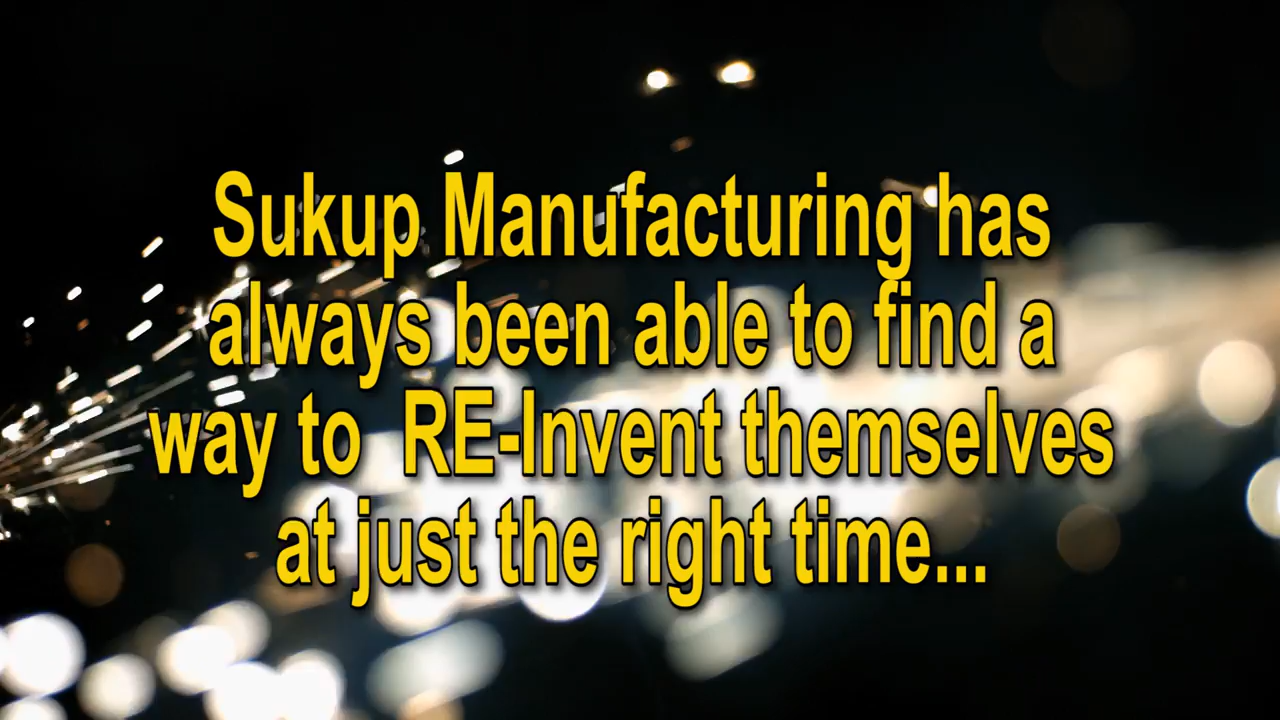 Sukup Manufacturing has
always been able to find a
way to  RE-Invent themselves
at just the right time...